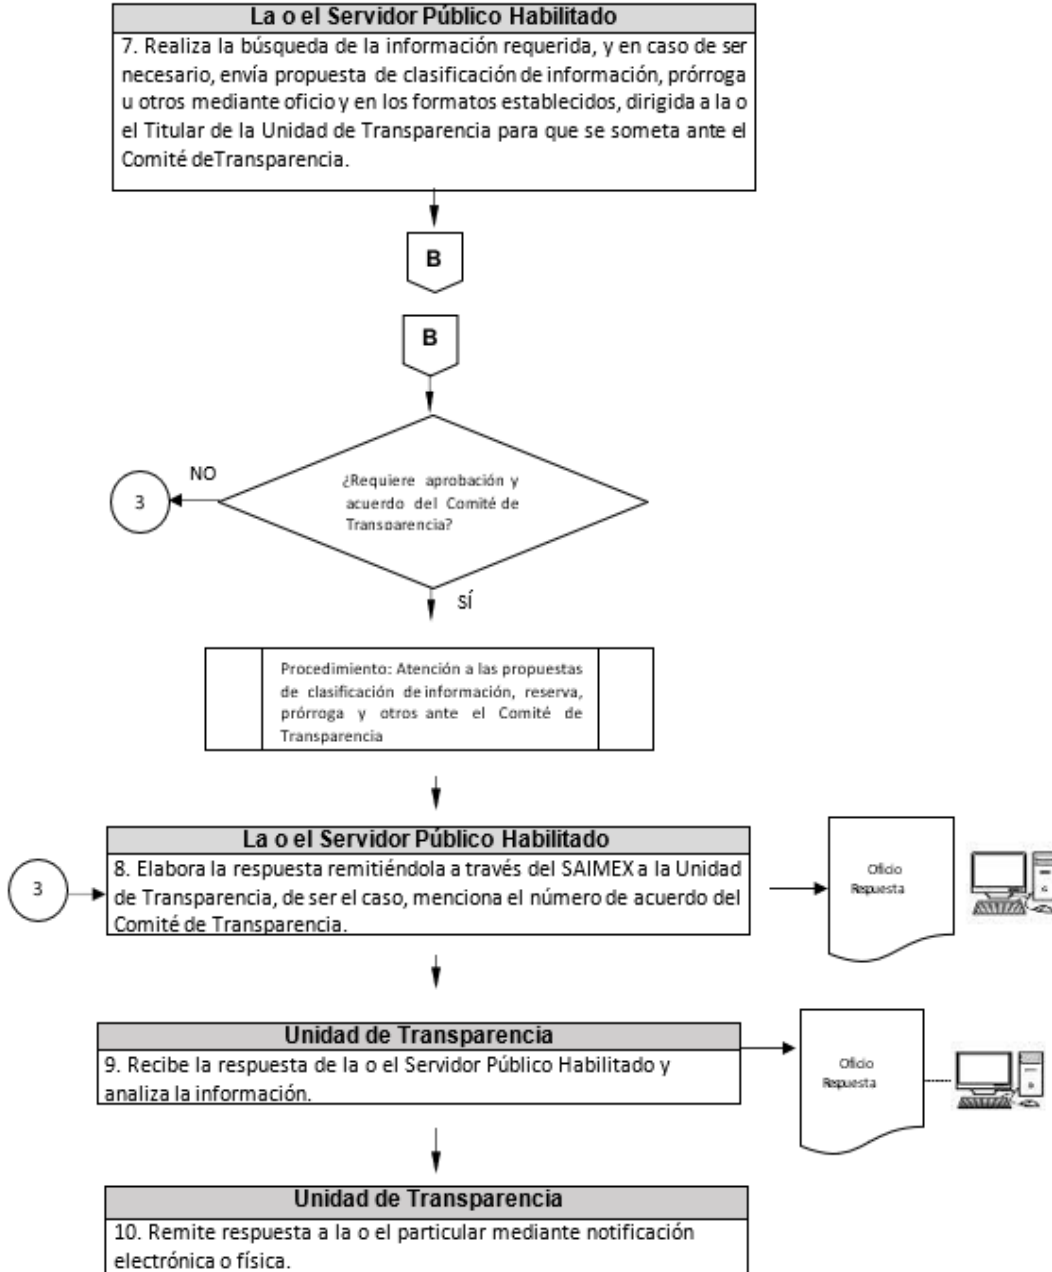 La o el Servidor Público Habilitado
7. Realiza la búsqueda de la información requerida, y en caso de ser
necesario, envía propuesta de clasificación de información, prórroga
u otros mediante oficio y en los formatos establecidos, dirigida a la o
el Titular de la Unidad de Transparencia para que se someta ante el
Comité deTransparencia.
B
B
¿Requiere aprobación y
acuerdo del Comité de
Transparencia?
NO
3
SÍ
Procedimiento: Atención a las propuestas
de clasificación de información, reserva,
prórroga y otros ante el Comité de
Transparencia
La o el Servidor Público Habilitado
3
8. Elabora la respuesta remitiéndola a través del SAIMEX a la Unidad
de Transparencia, de ser el caso, menciona el número de acuerdo del
Comité de Transparencia.
Oficio
Respuesta
Unidad de Transparencia
9. Recibe la respuesta de la o el Servidor Público Habilitado y
analiza la información.
Oficio
Respuesta
Unidad de Transparencia
10. Remite respuesta a la o el particular mediante notificación
electrónica o física.